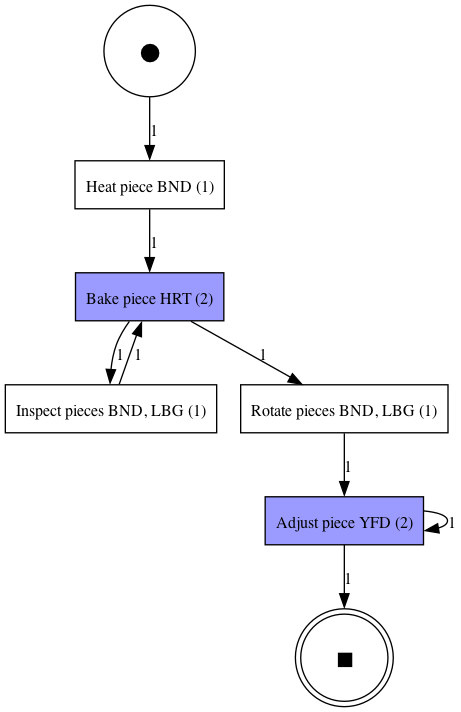 1
Heat piece BND (1)
1
Bake piece HRT (2)
1 1 1
Inspect pieces BND, LBG (1) Rotate pieces BND, LBG (1)
1
Adjust piece YFD (2) 1
1